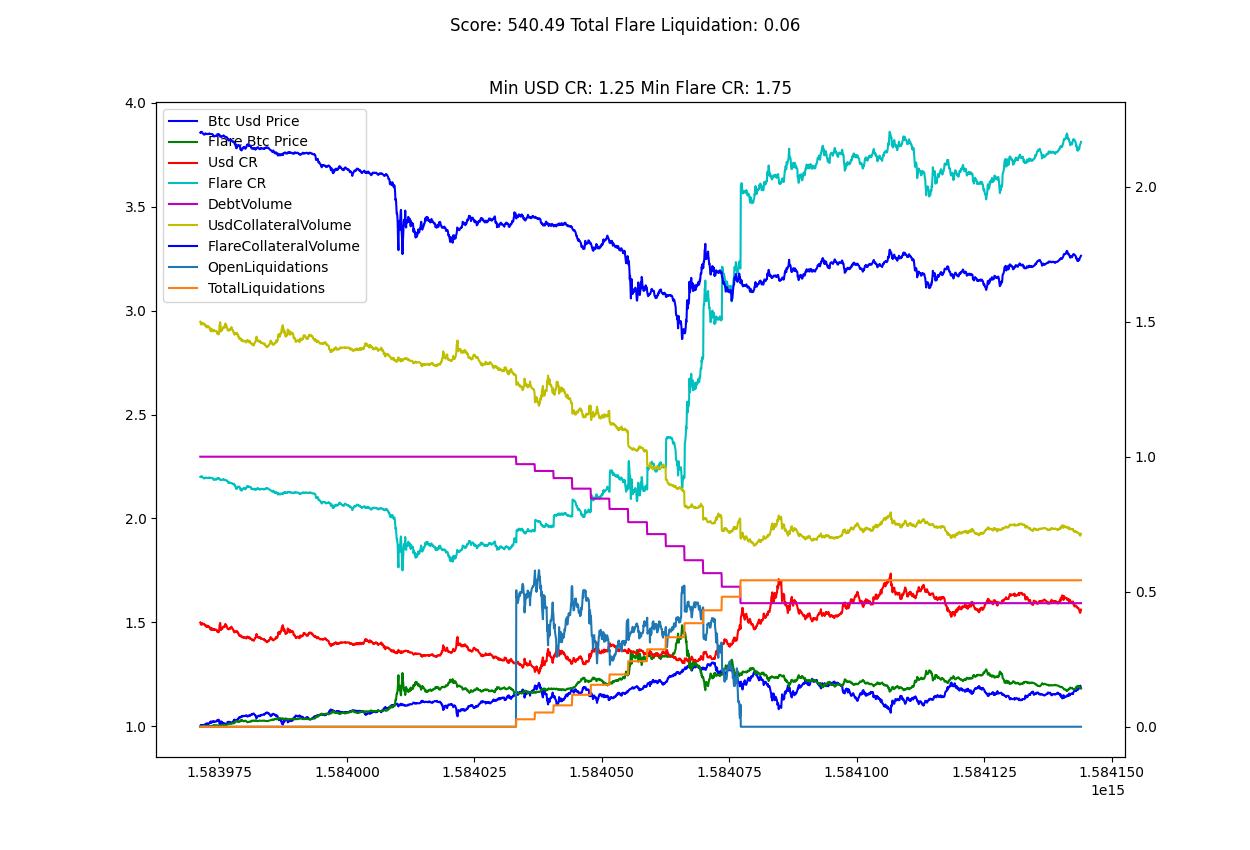 Score: 540.49 Total Flare Liquidation: 0.06
Min USD CR: 1.25 Min Flare CR: 1.75
Btc Usd Price
Flare Btc Price
Usd CR
Flare CR
DebtVolume
UsdCollateralVolume
FlareCollateralVolume
OpenLiquidations
TotalLiquidations
4.0
3.5
3.0
2.5
2.0
1.5
1.0
2.0
1.5
1.0
0.5
0.0
1.583975 1.584000 1.584025 1.584050 1.584075 1.584100 1.584125 1.584150
1e15